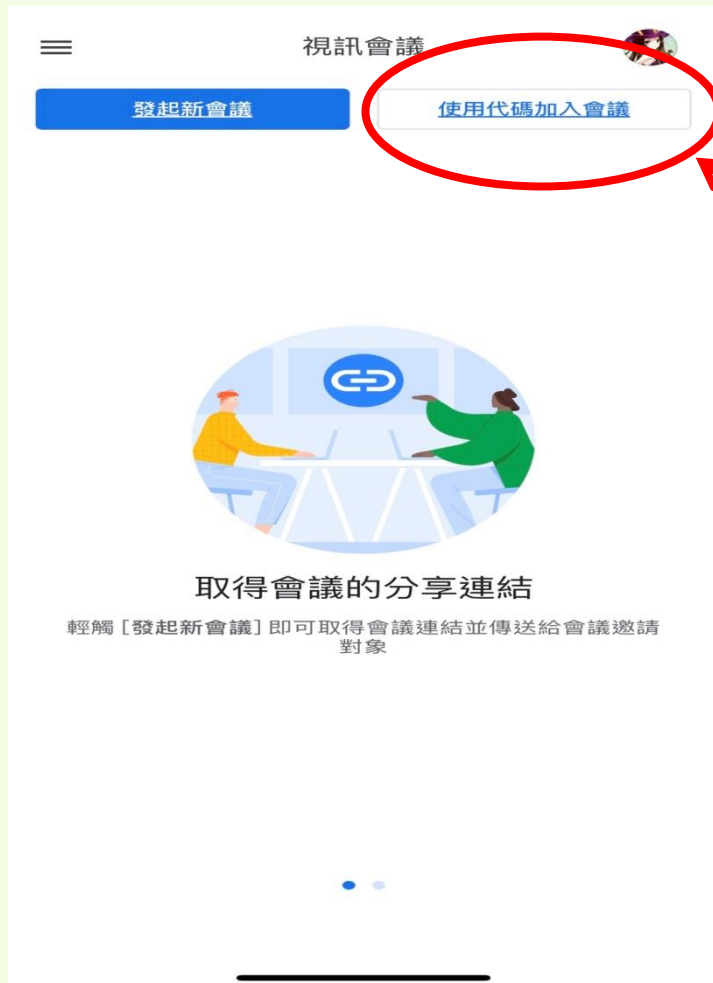 視訊會議
發起新會議
使用代碼加入會議
取得會議的分享連結
輕觸 [發起新會議] 即可取得會議連結並傳送給會議邀請
對象